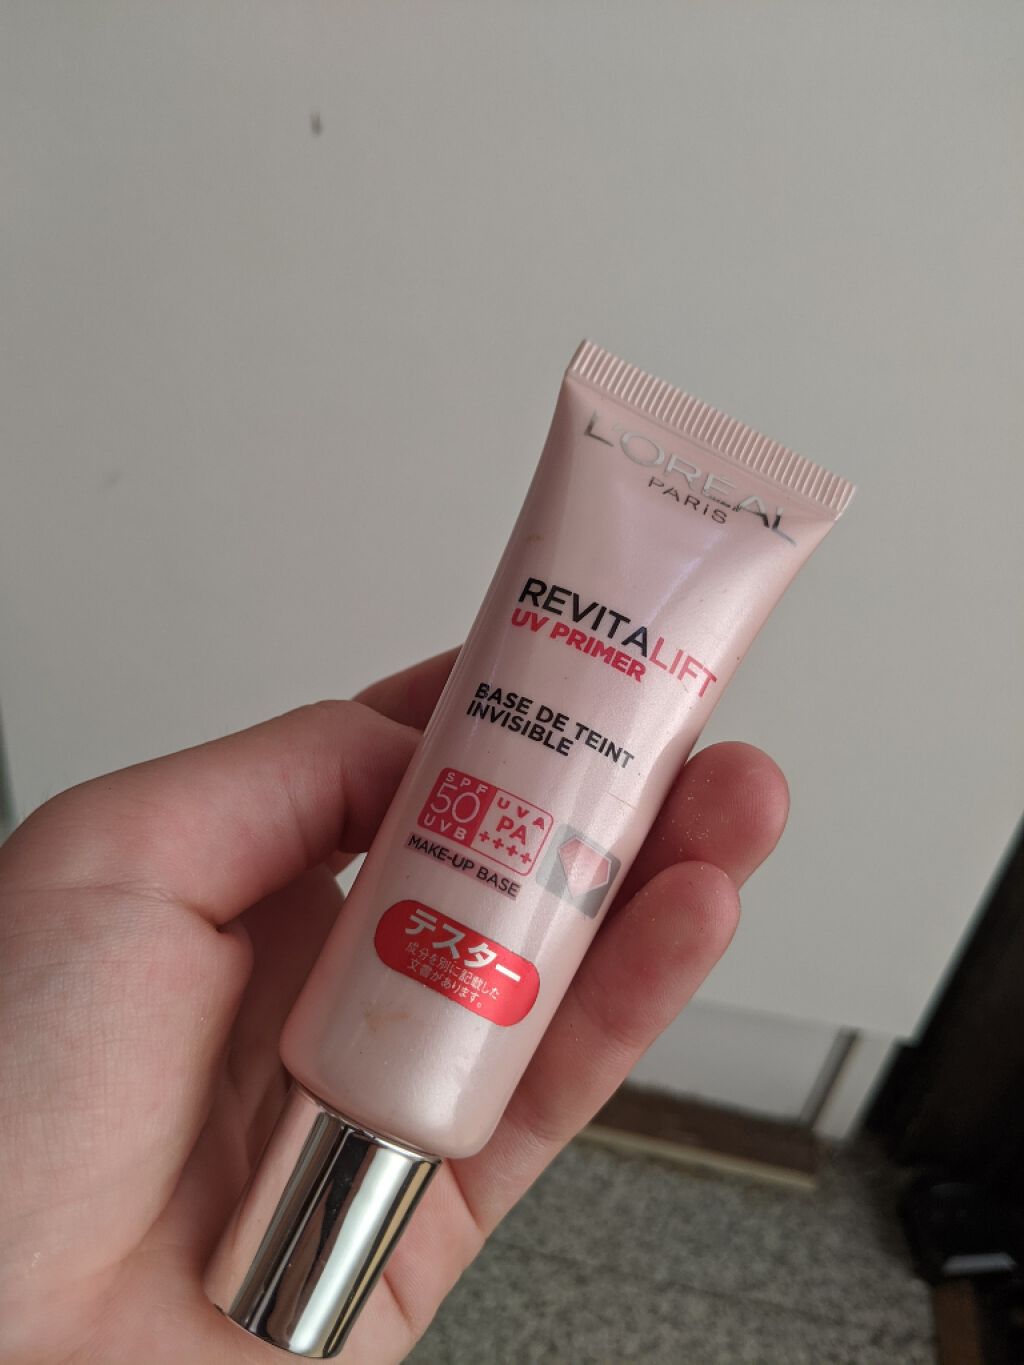 L'ORÉAL
PARiS
REVITALIFT
UV PRIMER
BASE DE TEINT
INVISIBLE
SPF
50
UVB
UVA
PA
++++
MAKE-UP BASE
テスター
成分を別に記載した
文書があります。